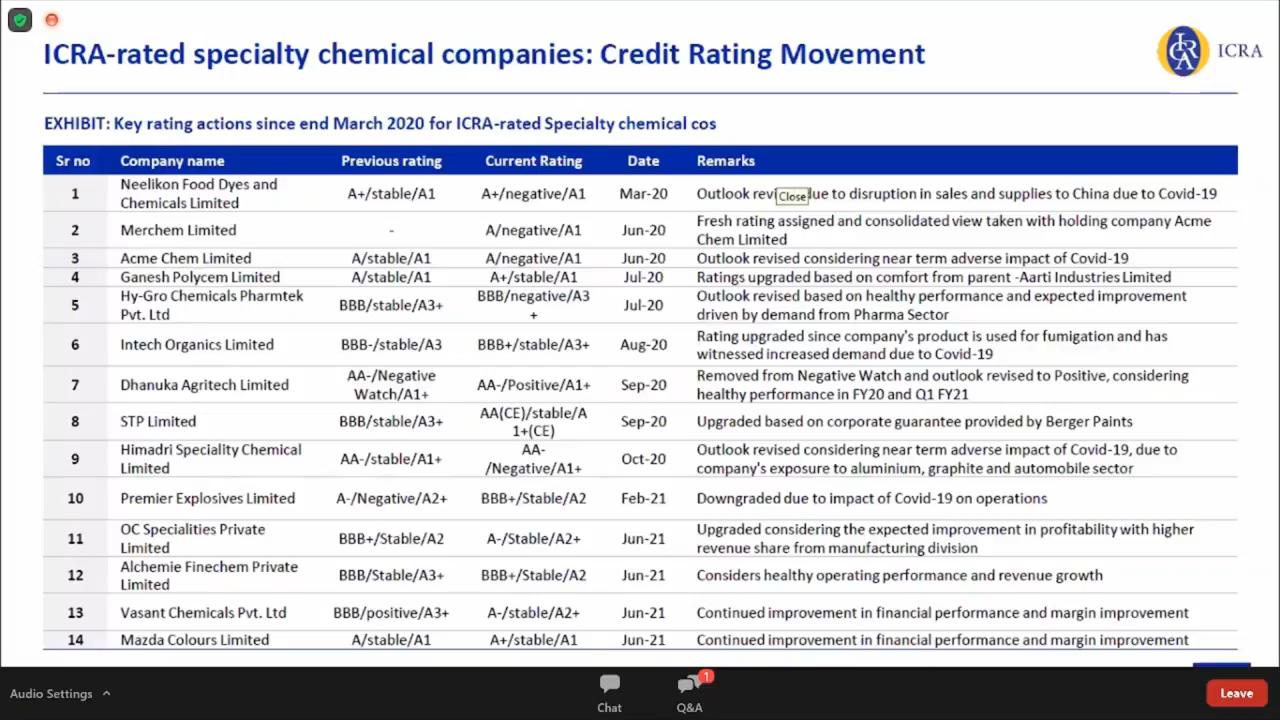 ICRA-rated specialty chemical companies: Credit Rating Movement
ICRA
ICRA
EXHIBIT: Key rating actions since end March 2020 for ICRA-rated Specialty chemical cos
Sr no Company name Previous rating Current Rating Date Remarks
1 Neelikon Food Dyes and
Chemicals Limited
A+/stable/A1 A+/negative/A1 Mar-20 Outlook due to disruption in sales and supplies to China due to Covid-19
Close
2 Merchem Limited - A/negative/A1 Jun-20 Fresh rating assigned and consolidated view taken with holding company Acme
Chem Limited
3 Acme Chem Limited A/stable/A1 A/negative/A1 Jun-20 Outlook revised considering near term adverse impact of Covid-19
4 Ganesh Polycem Limited A/stable/A1 A+/stable/A1 Jul-20 Ratings upgraded based on comfort from parent -Aarti Industries Limited
5 Hy-Gro Chemicals Pharmtek
Pvt. Ltd
BBB/stable/A3+ BBB/negative/A3
+
Jul-20 Outlook revised based on healthy performance and expected improvement
driven by demand from Pharma Sector
6 Intech Organics Limited BBB-/stable/A3 BBB+/stable/A3+ Aug-20 Rating upgraded since company's product is used for fumigation and has
witnessed increased demand due to Covid-19
7 Dhanuka Agritech Limited AA-/Negative
Watch/A1+
AA-/Positive/A1+ Sep-20 Removed from Negative Watch and outlook revised to Positive, considering
healthy performance in FY20 and Q1 FY21
8 STP Limited BBB/stable/A3+ AA(CE)/stable/A
1+(CE)
Sep-20 Upgraded based on corporate guarantee provided by Berger Paints
9 Himadri Speciality Chemical
Limited
AA-/stable/A1+ AA-
/Negative/A1+
Oct-20 Outlook revised considering near term adverse impact of Covid-19, due to
company's exposure to aluminium, graphite and automobile sector
10 Premier Explosives Limited A-/Negative/A2+ BBB+/Stable/A2 Feb-21 Downgraded due to impact of Covid-19 on operations
11 OC Specialities Private
Limited
BBB+/Stable/A2 A-/Stable/A2+ Jun-21 Upgraded considering the expected improvement in profitability with higher
revenue share from manufacturing division
12 Alchemie Finechem Private
Limited
BBB/Stable/A3+ BBB+/Stable/A2 Jun-21 Considers healthy operating performance and revenue growth
13 Vasant Chemicals Pvt. Ltd BBB/positive/A3+ A-/stable/A2+ Jun-21 Continued improvement in financial performance and margin improvement
14 Mazda Colours Limited A/stable/A1 A+/stable/A1 Jun-21 Continued improvement in financial performance and margin improvement
Audio Settings
Chat
1
Q&A
Leave